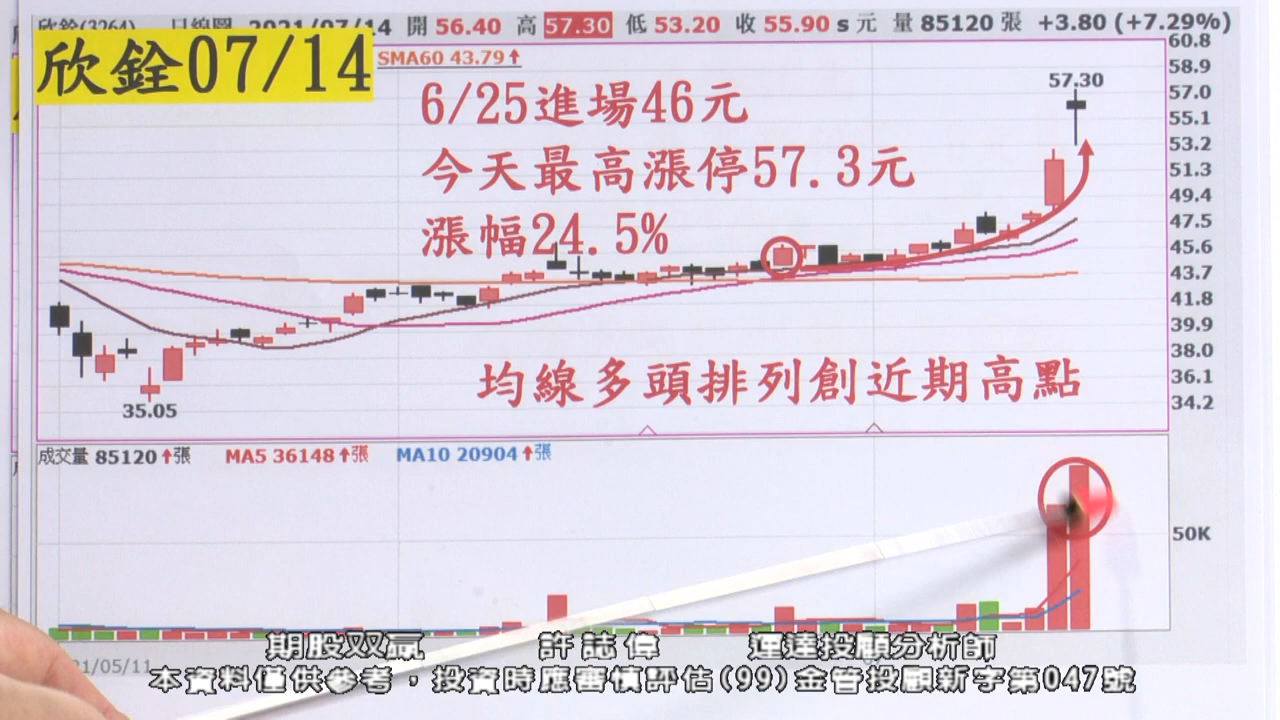 欣銓(3264) 日線圖 2021/07/14 開 56.40 高 57.30 低 53.20 收 55.90 s 元 量 85120 張 +3.80 (+7.29%)
欣銓07/14
SMA60 43.79↑
6/25進場46元
今天最高漲停57.3元
漲幅24.5%
均線多頭排列創近期高點
57.30
35.05
60.8
58.9
57.0
55.1
53.2
51.3
49.4
47.5
45.6
43.7
41.8
39.9
38.0
36.1
34.2
成交量 85120↑張 MA5 36148↑張 MA10 20904↑張
50K
21/05/11
期股双贏 許誌偉 運達投顧分析師
本資料僅供參考，投資時應審慎評估(99)金管投顧新字第047號